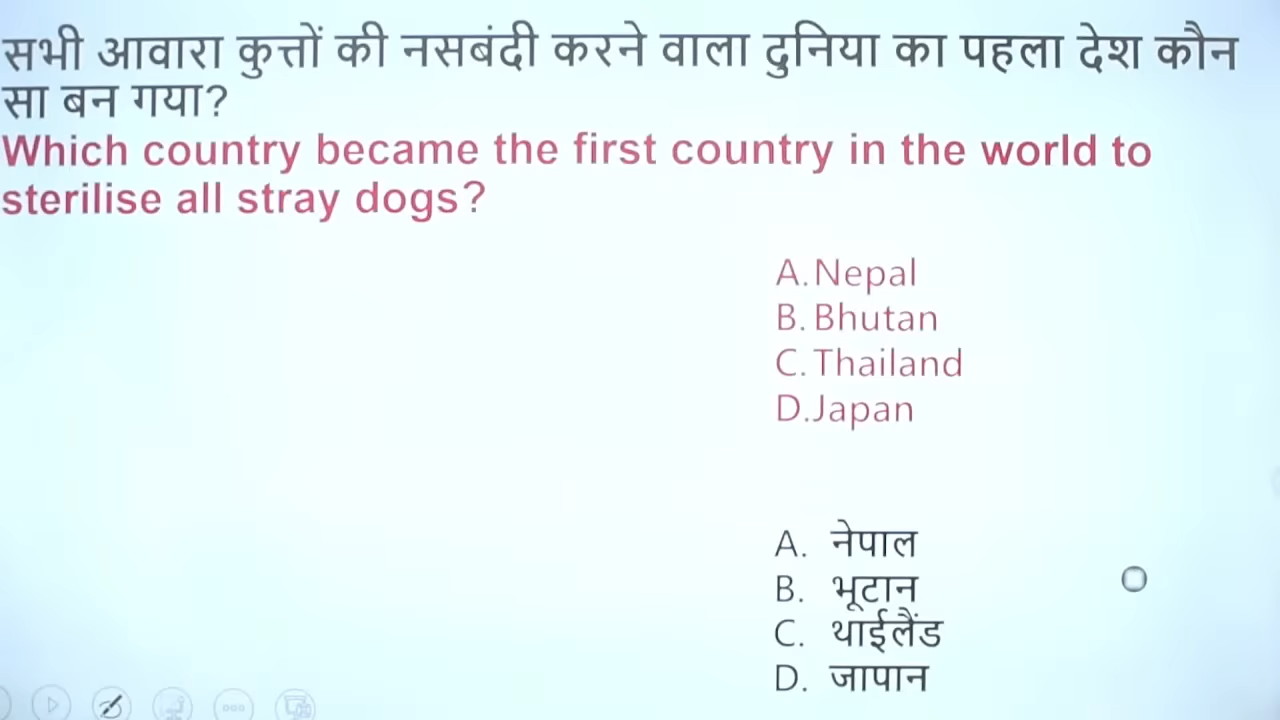 सभी आवारा कुत्तों की नसबंदी करने वाला दुनिया का पहला देश कौन
सा बन गया?
Which country became the first country in the world to
sterilise all stray dogs?
A.Nepal
B. Bhutan
C.Thailand
D.Japan
A. नेपाल
B. भूटान
C. थाईलैंड
D. जापान